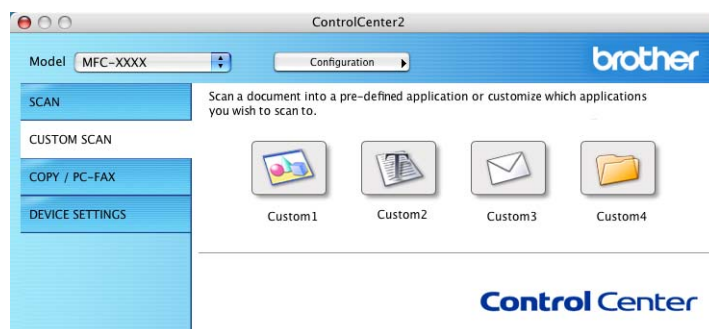 ControlCenter2
Model MFC-XXXX Configuration brother
SCAN
CUSTOM SCAN
COPY / PC-FAX
DEVICE SETTINGS
Scan a document into a pre-defined application or customize which applications
you wish to scan to.
T
Custom1 Custom2 Custom3 Custom4
Control Center